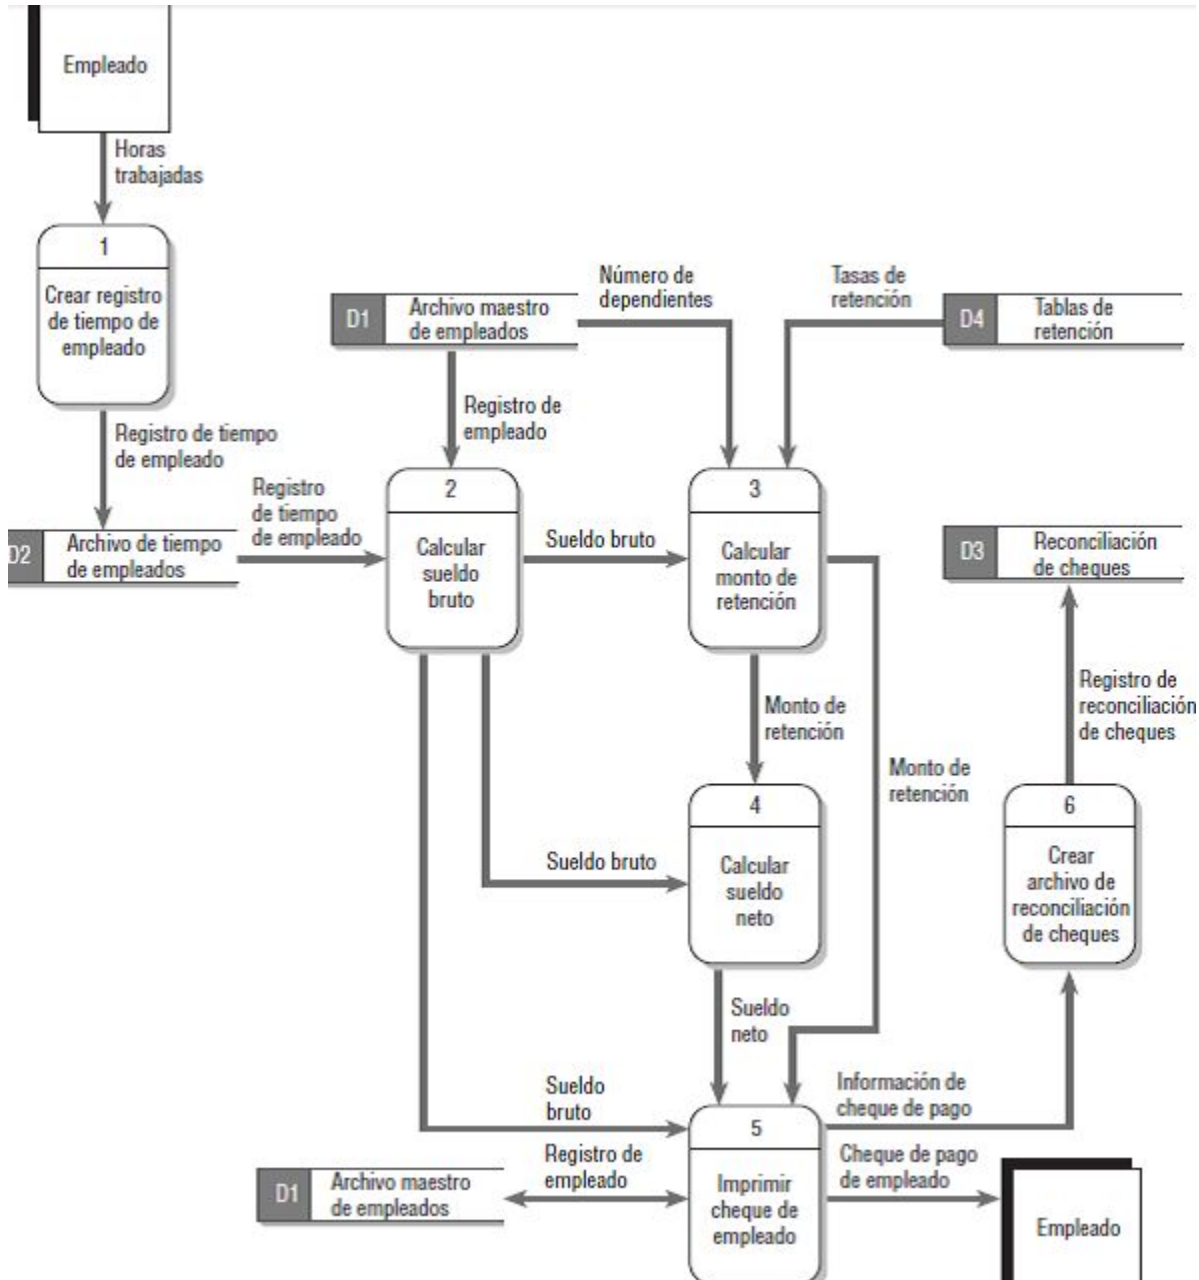 Empleado
Horas
trabajadas
1
Crear registro
de tiempo de
empleado
Registro de tiempo
de empleado
D2
Archivo de tiempo
de empleados
Registro
de tiempo
de empleado
D1
Archivo maestro
de empleados
Número de
dependientes
Tasas de
retención
D4
Tablas de
retención
Registro de
empleado
2
Calcular
sueldo
bruto
Sueldo bruto
3
Calcular
monto de
retención
D3
Reconciliación
de cheques
Monto de
retención
Monto de
retención
Registro de
reconciliación
de cheques
Sueldo bruto
4
Calcular
sueldo
neto
6
Crear
archivo de
reconciliación
de cheques
Sueldo
neto
Sueldo
bruto
Información de
cheque de pago
5
Imprimir
cheque de
empleado
Registro de
empleado
D1
Archivo maestro
de empleados
Cheque de pago
de empleado
Empleado